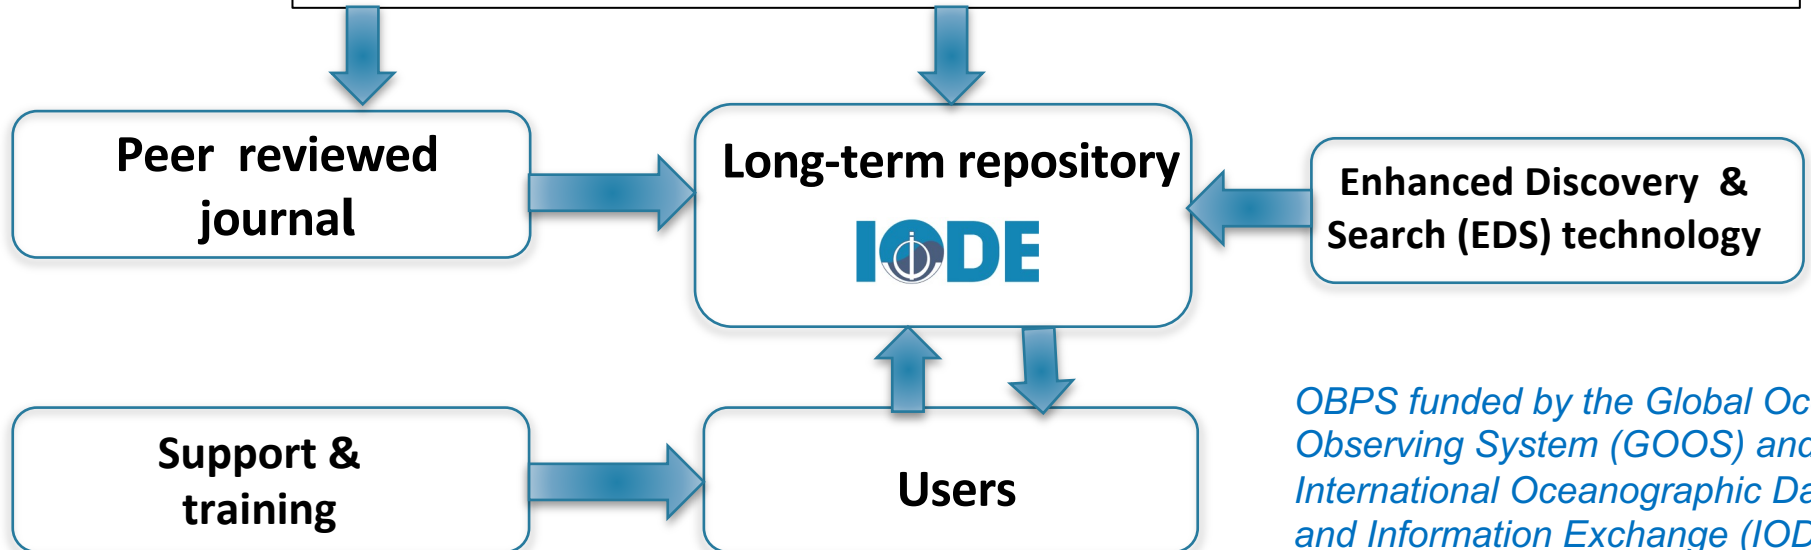 Peer reviewed
journal
Long-term repository
IODE
Enhanced Discovery &
Search (EDS) technology
Support &
training
Users
OBPS funded by the Global Oc
Observing System (GOOS) and
International Oceanographic Da
and Information Exchange (IOD